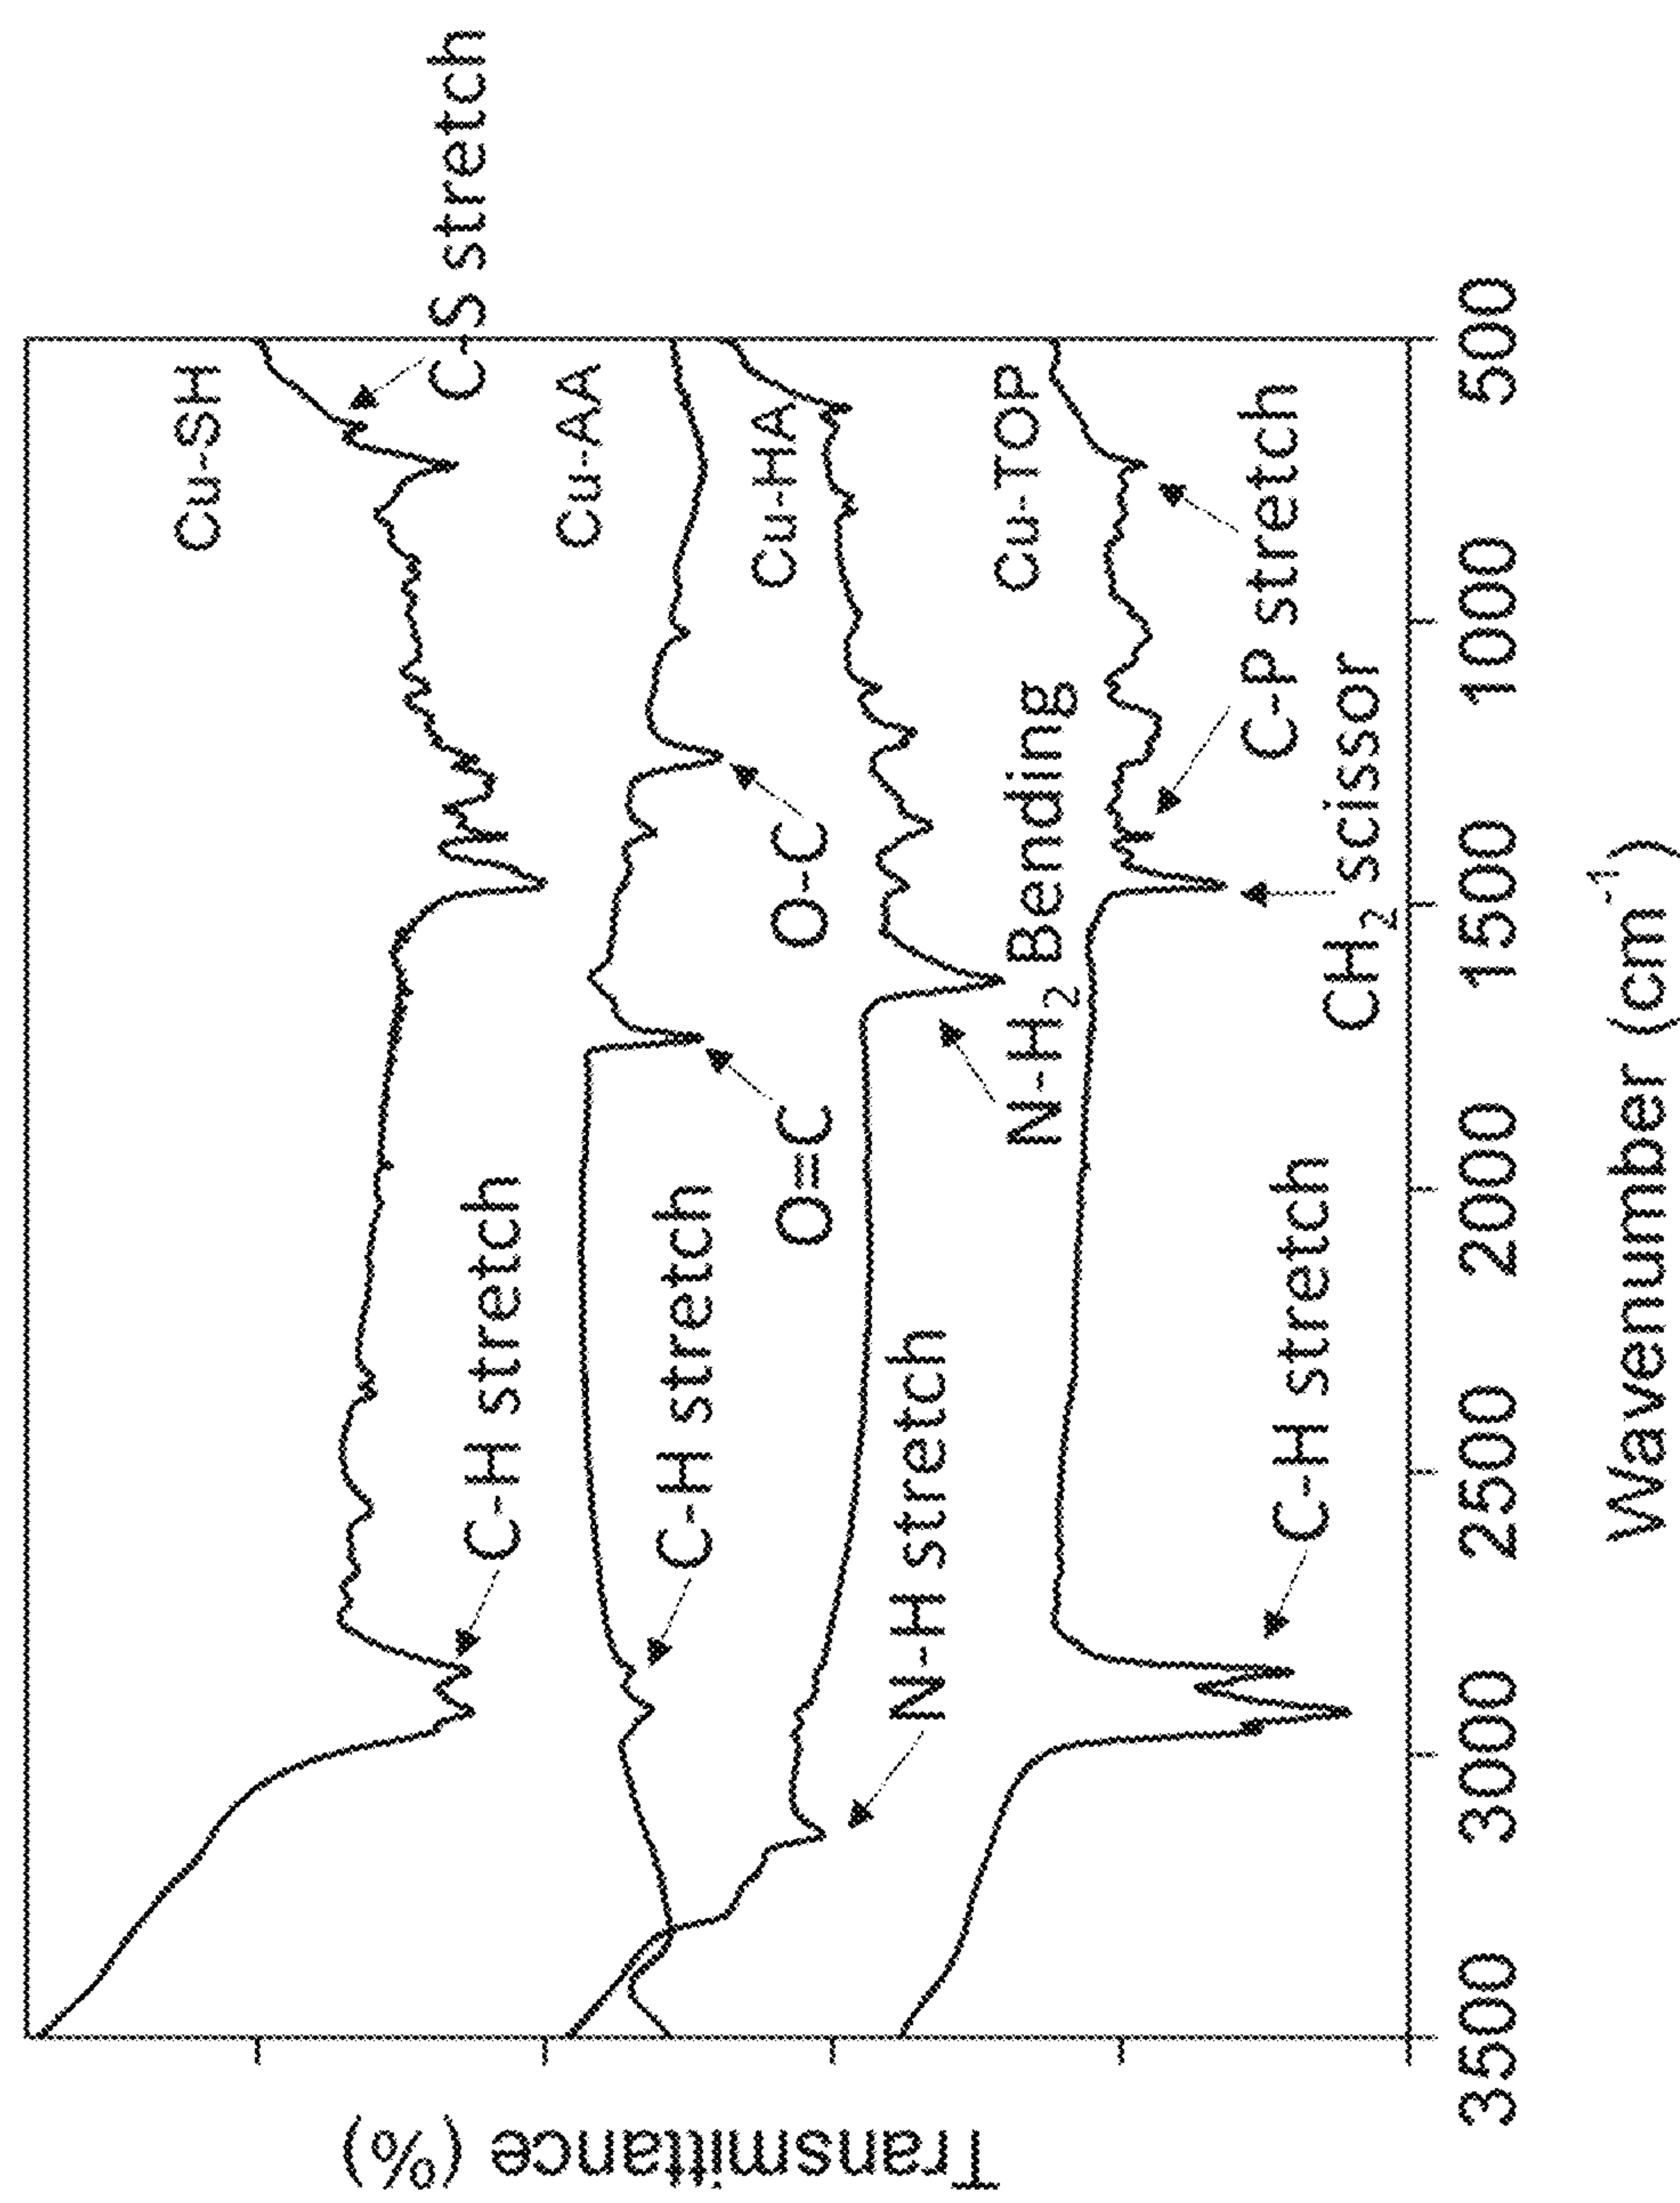 Transmittance (%)
Cu-SH
C-S stretch
C-H stretch
Cu-AA
C-H stretch
O=C
O-C
Cu-HA
N-H stretch
N-H₂ Bending
Cu-TOP
C-H stretch
CH₂ scissor
C-P stretch
3500 3000 2500 2000 1500 1000 500
Wavenumber (cm⁻¹)